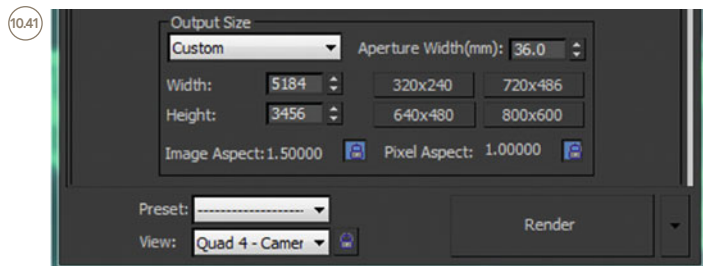 10.41
Output Size
Custom
Aperture Width(mm): 36.0
Width: 5184 320x240 720x486
Height: 3456 640x480 800x600
Image Aspect: 1.50000 Pixel Aspect: 1.00000
Preset: --------------------
View: Quad 4 - Camer
Render